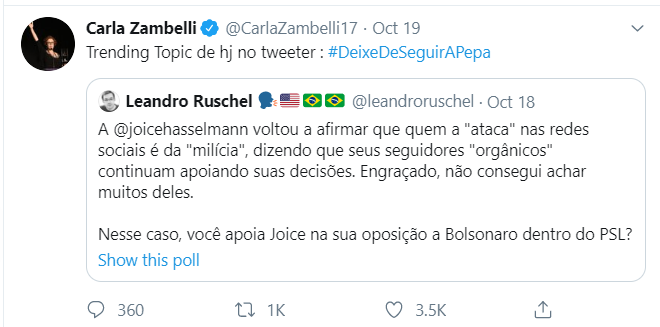 Carla Zambelli @CarlaZambelli17 · Oct 19
Trending Topic de hj no tweeter : #DeixeDeSeguirAPepa
Leandro Ruschel 🗣🇺🇸🇧🇷🇧🇷 @leandroruschel · Oct 18
A @joicehasselmann voltou a afirmar que quem a "ataca" nas redes
sociais é da "milícia", dizendo que seus seguidores "orgânicos"
continuam apoiando suas decisões. Engraçado, não consegui achar
muitos deles.
Nesse caso, você apoia Joice na sua oposição a Bolsonaro dentro do PSL?
Show this poll
360 1K 3.5K